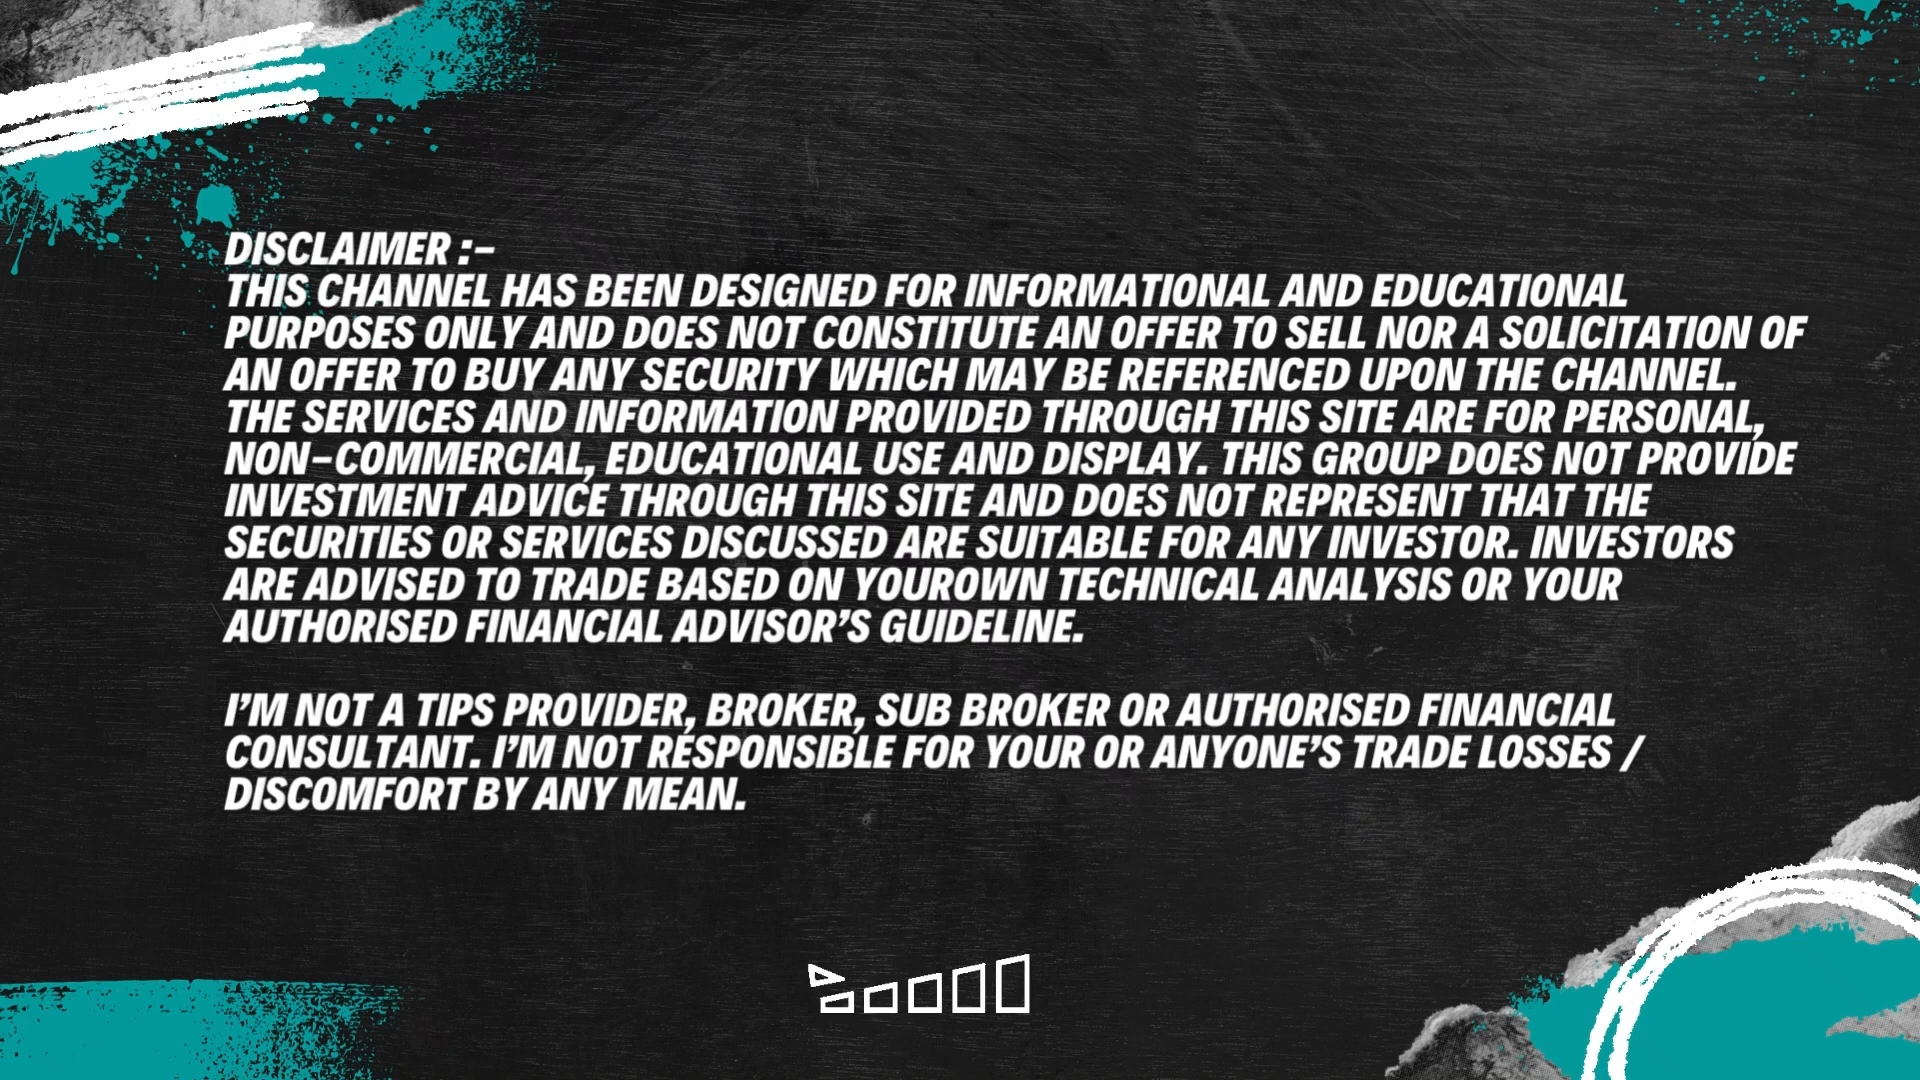 DISCLAIMER :-
THIS CHANNEL HAS BEEN DESIGNED FOR INFORMATIONAL AND EDUCATIONAL
PURPOSES ONLY AND DOES NOT CONSTITUTE AN OFFER TO SELL NOR A SOLICITATION OF
AN OFFER TO BUY ANY SECURITY WHICH MAY BE REFERENCED UPON THE CHANNEL.
THE SERVICES AND INFORMATION PROVIDED THROUGH THIS SITE ARE FOR PERSONAL,
NON-COMMERCIAL, EDUCATIONAL USE AND DISPLAY. THIS GROUP DOES NOT PROVIDE
INVESTMENT ADVICE THROUGH THIS SITE AND DOES NOT REPRESENT THAT THE
SECURITIES OR SERVICES DISCUSSED ARE SUITABLE FOR ANY INVESTOR. INVESTORS
ARE ADVISED TO TRADE BASED ON YOUROWN TECHNICAL ANALYSIS OR YOUR
AUTHORISED FINANCIAL ADVISOR’S GUIDELINE.
I’M NOT A TIPS PROVIDER, BROKER, SUB BROKER OR AUTHORISED FINANCIAL
CONSULTANT. I’M NOT RESPONSIBLE FOR YOUR OR ANYONE’S TRADE LOSSES /
DISCOMFORT BY ANY MEAN.